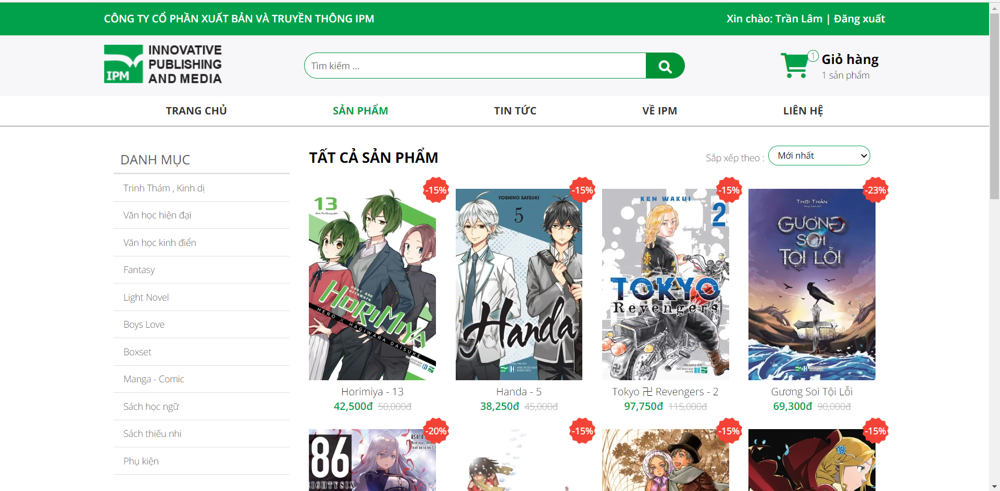 CÔNG TY CỔ PHẦN XUẤT BẢN VÀ TRUYỀN THÔNG IPM
Xin chào: Trần Lâm | Đăng xuất
IPM
INNOVATIVE
PUBLISHING
AND MEDIA
Tìm kiếm ...
1
Giỏ hàng
1 sản phẩm
TRANG CHỦ
SẢN PHẨM
TIN TỨC
VỀ IPM
LIÊN HỆ
DANH MỤC
Trinh Thám , Kinh dị
Văn học hiện đại
Văn học kinh điển
Fantasy
Light Novel
Boys Love
Boxset
Manga - Comic
Sách học ngữ
Sách thiếu nhi
Phụ kiện
TẤT CẢ SẢN PHẨM
Sắp xếp theo :
Mới nhất
-15%
13
HORIMIYA
HERO X HAGIWARA DAISUKE
Horimiya - 13
42,500đ 50,000đ
-15%
YOSHINO SATSUKI
5
Handa
Handa - 5
38,250đ 45,000đ
-15%
KEN WAKUI
2
TOKYO
Revengers
Tokyo 卍 Revengers - 2
97,750đ 115,000đ
-23%
THỜI THẦN
GƯƠNG
SOI
TỘI LỖI
Gương Soi Tội Lỗi
69,300đ 90,000đ
-20%
86
EIGHTY SIX
-15%
5
-15%
-15%